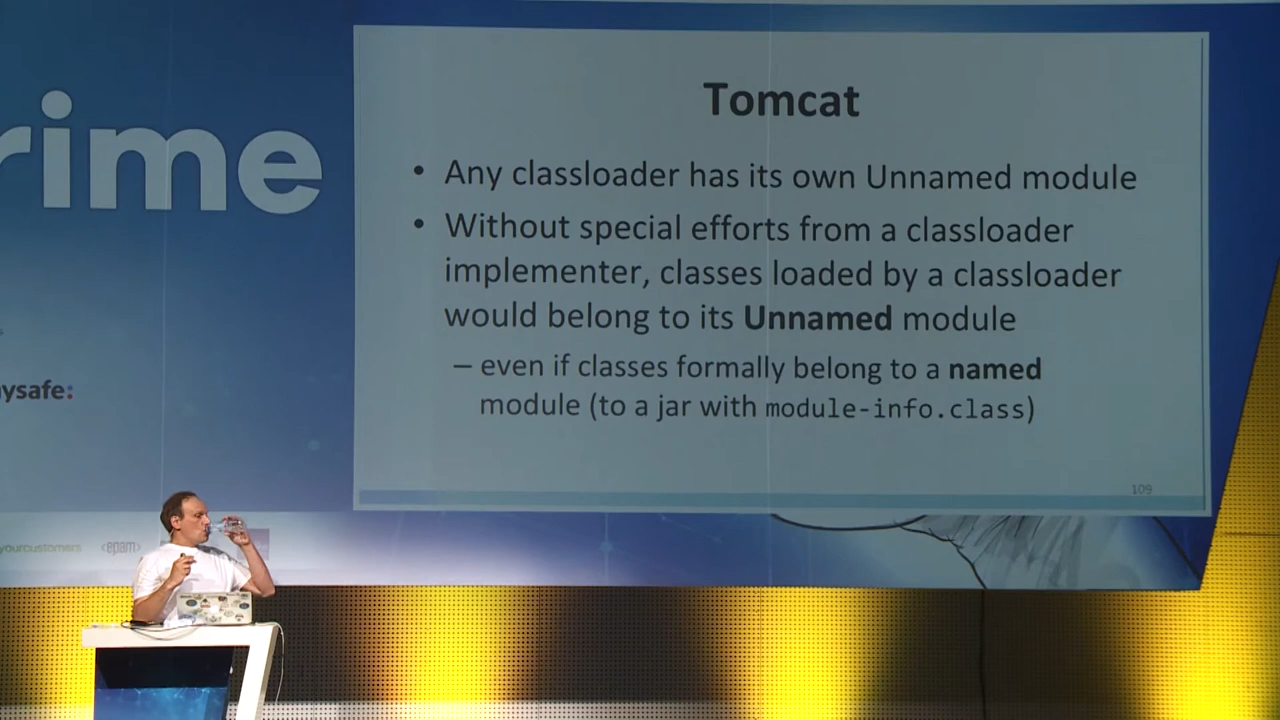 rime
Tomcat
• Any classloader has its own Unnamed module
• Without special efforts from a classloader
implementer, classes loaded by a classloader
would belong to its Unnamed module
– even if classes formally belong to a named
module (to a jar with module-info.class)
109
aysafe:
yourcustomers
<epam>